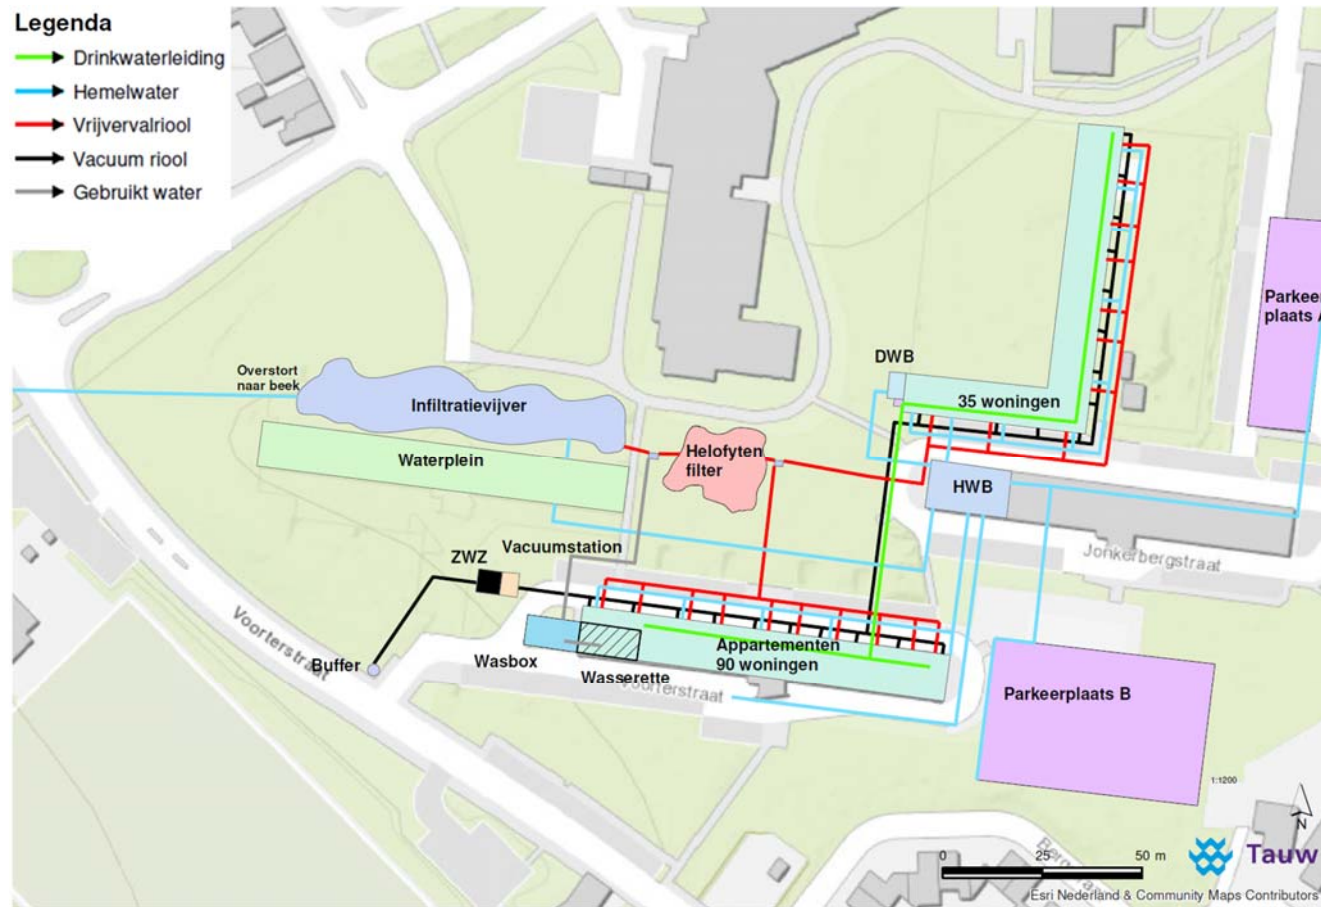 Legenda
Drinkwaterleiding
Hemelwater
Vrijvervalriool
Vacuum riool
Gebruikt water
Parkeer
plaats A
DWB
Overstort
naar beek
Infiltratievijver
35 woningen
Helofyten
filter
Waterplein
HWB
Vacuumstation
ZWZ
Jonkerbergstraat
Voorterstraat
Appartementen
90 woningen
Wasbox
Buffer
Wasserette
Voorterstraat
Parkeerplaats B
1:1200
N
0 25 50 m
Tauw
Esri Nederland & Community Maps Contributors